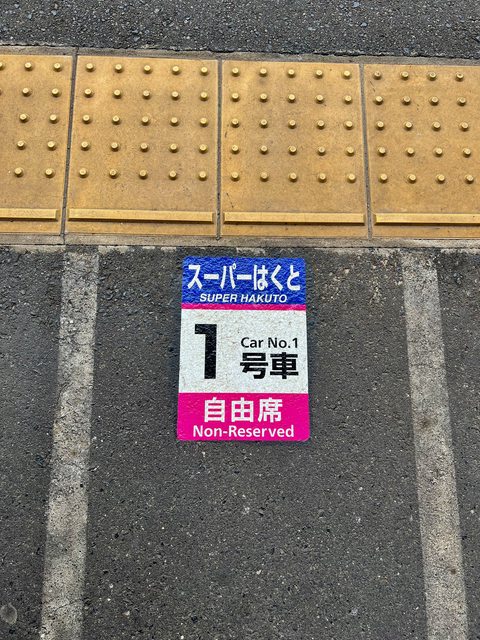 スーパーはくと
SUPER HAKUTO
1 Car No.1
号車
自由席
Non-Reserved